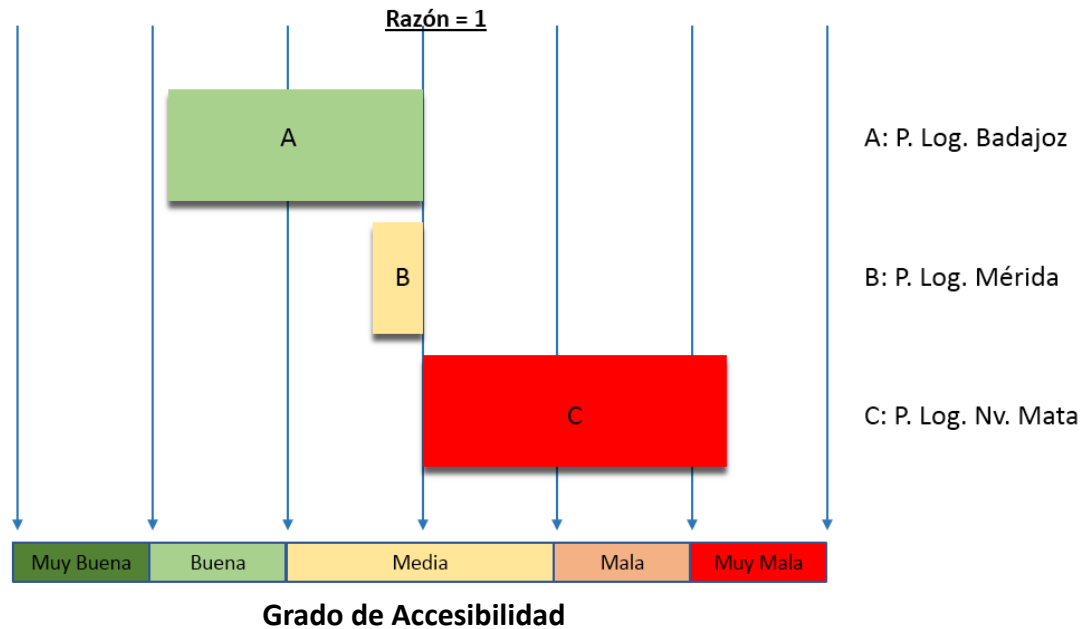 Razón = 1
A
A: P. Log. Badajoz
B
B: P. Log. Mérida
C
C: P. Log. Nv. Mata
Muy Buena
Buena
Media
Mala
Muy Mala
Grado de Accesibilidad